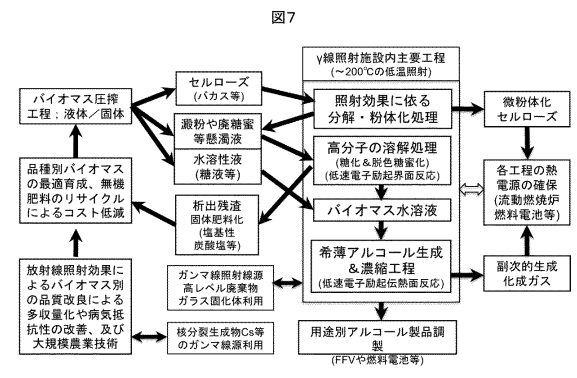 図7
γ線照射施設内主要工程
(～200℃の低温照射)
セルローズ
(バカス等)
バイオマス圧搾
工程；液体／固体
照射効果に依る
分解・粉体化処理
微粉体化
セルローズ
澱粉や廃糖蜜
等懸濁液
水溶性液
(糖液等)
高分子の溶解処理
(糖化＆脱色糖蜜化)
(低速電子励起界面反応)
品種別バイオマス
の最適育成、無機
肥料のリサイクル
によるコスト低減
各工程の熱
電源の確保
(流動燃焼炉
燃料電池等)
析出残渣
固体肥料化
(塩基性
炭酸塩等)
バイオマス水溶液
希薄アルコール生成
＆濃縮工程
(低速電子励起伝熱面反応)
副次的生成
化成ガス
放射線照射効果に
よるバイオマス別
の品質改良による
多収量化や病気抵
抗性の改善、及び
大規模農業技術
ガンマ線照射線源
高レベル廃棄物
ガラス固化体利用
核分裂生成物Cs等
のガンマ線源利用
用途別アルコール製品調
製
(FFVや燃料電池等)